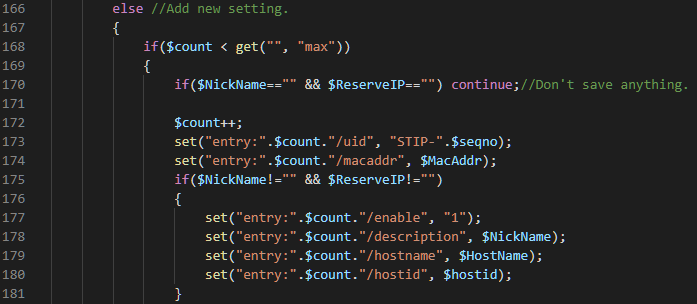 166 else //Add new setting.
167 {
168 if($count < get("", "max"))
169 {
170 if($NickName=="" && $ReserveIP=="") continue;//Don't save anything.
171
172 $count++;
173 set("entry:".$count."/uid", "STIP-".$seqno);
174 set("entry:".$count."/macaddr", $MacAddr);
175 if($NickName!="" && $ReserveIP!="")
176 {
177 set("entry:".$count."/enable", "1");
178 set("entry:".$count."/description", $NickName);
179 set("entry:".$count."/hostname", $HostName);
180 set("entry:".$count."/hostid", $hostid);
181 }